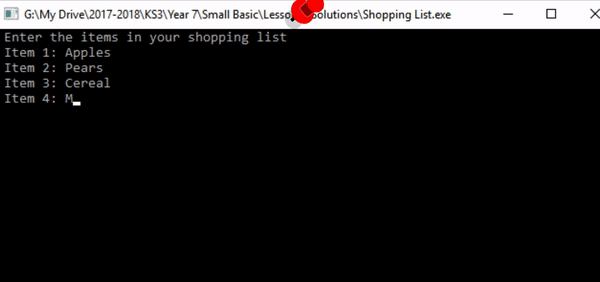 G:\My Drive\2017-2018\KS3\Year 7\Small Basic\Lesso Solutions\Shopping List.exe
Enter the items in your shopping list
Item 1: Apples
Item 2: Pears
Item 3: Cereal
Item 4: M